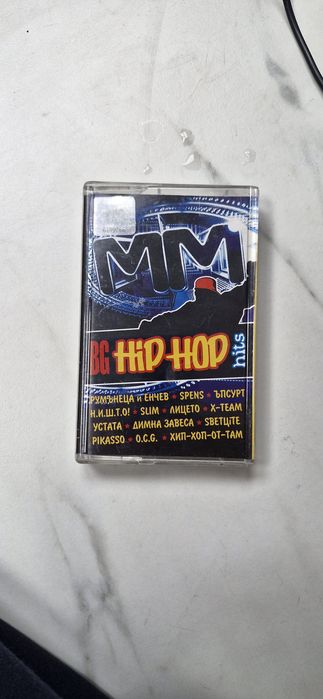 MM
BG HIP-HOP hits
РУМЪНЕЦА И ЕНЧЕВ ★ SPENS ★ ЪПСУРТ
Н.И.Ш.Т.О! ★ SLIM ★ ЛИЦЕТО ★ X-TEAM
УСТАТА ★ ДИМНА ЗАВЕСА ★ SВЕТЦІТЕ
PIKASSO ★ O.C.G. ★ ХИП-ХОП-ОТ-ТАМ